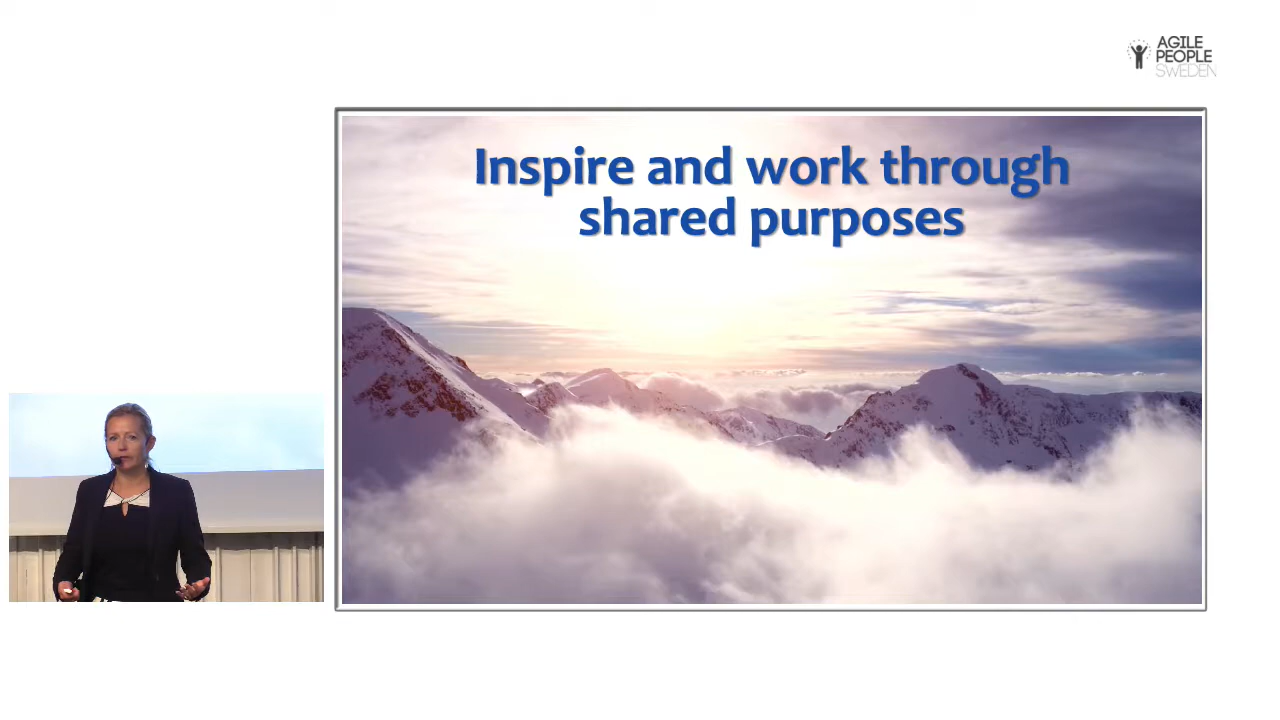 AGILE
PEOPLE
SWEDEN
Inspire and work through
shared purposes